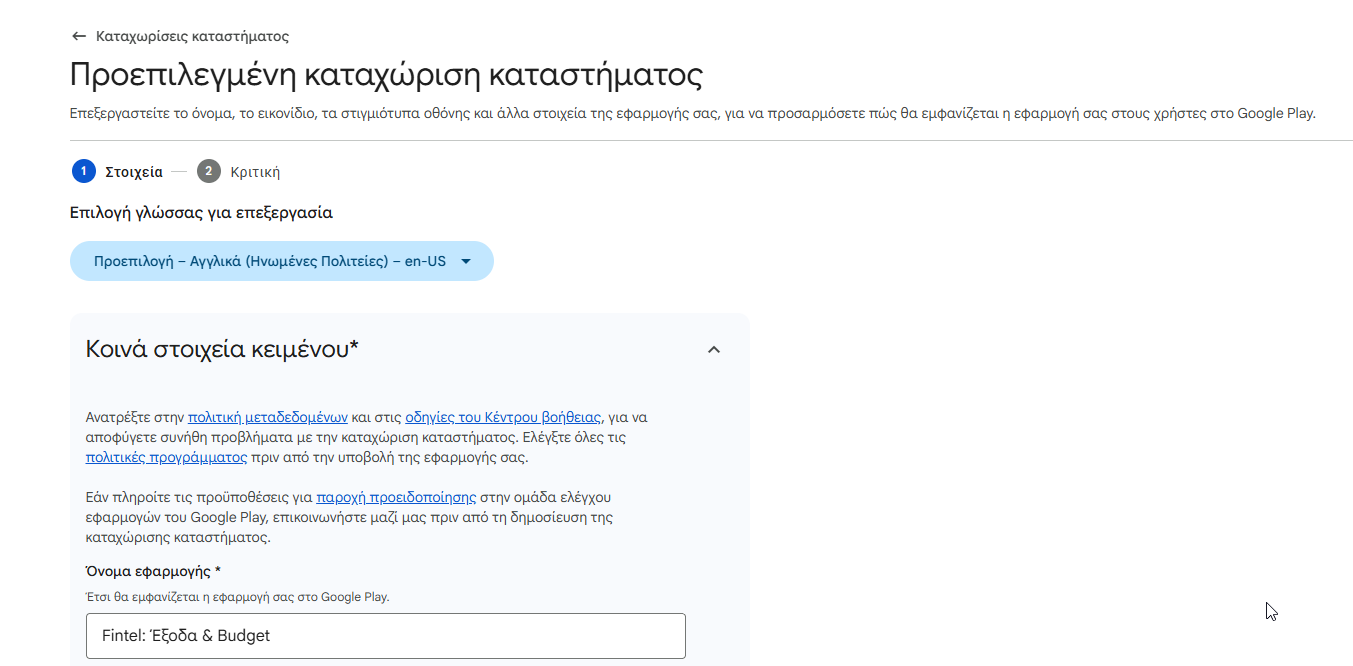 ← Καταχωρίσεις καταστήματος
Προεπιλεγμένη καταχώριση καταστήματος
Επεξεργαστείτε το όνομα, το εικονίδιο, τα στιγμιότυπα οθόνης και άλλα στοιχεία της εφαρμογής σας, για να προσαρμόσετε πώς θα εμφανίζεται η εφαρμογή σας στους χρήστες στο Google Play.
1 Στοιχεία — 2 Κριτική
Επιλογή γλώσσας για επεξεργασία
Προεπιλογή – Αγγλικά (Ηνωμένες Πολιτείες) – en-US
Κοινά στοιχεία κειμένου*
Ανατρέξτε στην πολιτική μεταδεδομένων και στις οδηγίες του Κέντρου βοήθειας, για να
αποφύγετε συνήθη προβλήματα με την καταχώριση καταστήματος. Ελέγξτε όλες τις
πολιτικές προγράμματος πριν από την υποβολή της εφαρμογής σας.
Εάν πληροίτε τις προϋποθέσεις για παροχή προειδοποίησης στην ομάδα ελέγχου
εφαρμογών του Google Play, επικοινωνήστε μαζί μας πριν από τη δημοσίευση της
καταχώρισης καταστήματος.
Όνομα εφαρμογής *
Έτσι θα εμφανίζεται η εφαρμογή σας στο Google Play.
Fintel: Έξοδα & Budget